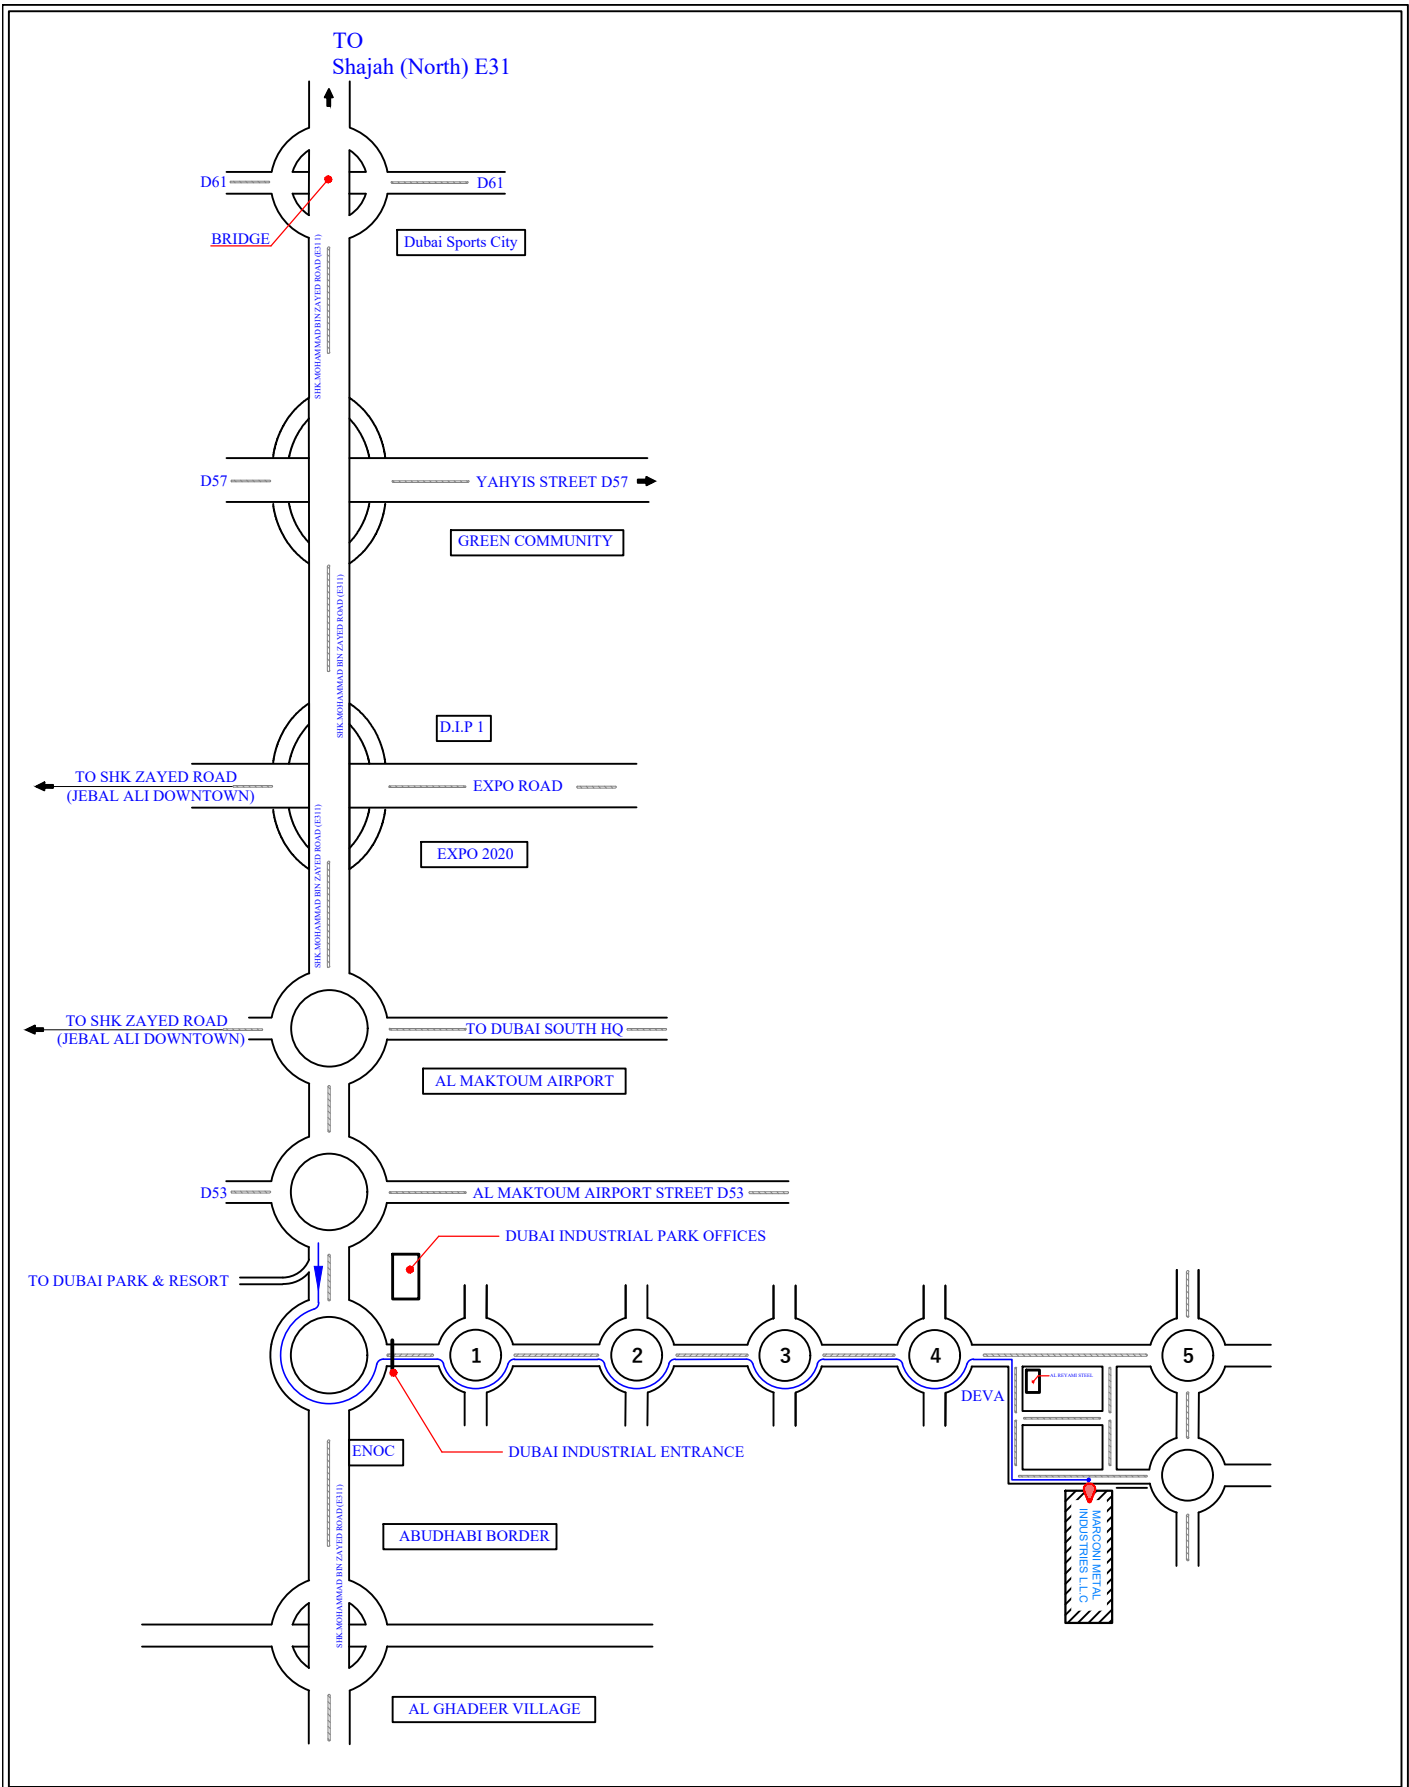 TO
Shajah (North) E31
D61
D61
BRIDGE
Dubai Sports City
SHK.MOHAMMAD BIN ZAYED ROAD (E311)
D57
YAHYIS STREET D57
GREEN COMMUNITY
SHK.MOHAMMAD BIN ZAYED ROAD (E311)
D.I.P 1
TO SHK ZAYED ROAD
(JEBAL ALI DOWNTOWN)
EXPO ROAD
SHK.MOHAMMAD BIN ZAYED ROAD (E311)
EXPO 2020
TO SHK ZAYED ROAD
(JEBAL ALI DOWNTOWN)
TO DUBAI SOUTH HQ
AL MAKTOUM AIRPORT
D53
AL MAKTOUM AIRPORT STREET D53
DUBAI INDUSTRIAL PARK OFFICES
TO DUBAI PARK & RESORT
1
2
3
4
5
AL REYAMI STEEL
DEVA
ENOC
DUBAI INDUSTRIAL ENTRANCE
SHK.MOHAMMAD BIN ZAYED ROAD (E311)
MARCONI METAL
INDUSTRIES L.L.C
ABUDHABI BORDER
AL GHADEER VILLAGE